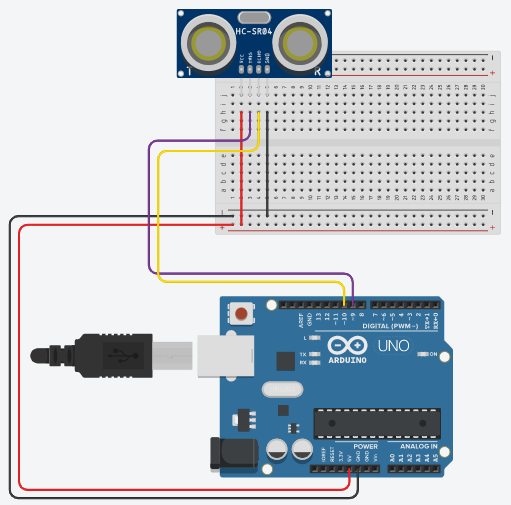 HC-SR04
VCC
TRIG
ECHO
GND
T R
- -
+ +
j j
i i
h h
g g
f f
e e
d d
c c
b b
a a
- -
+ +
AREF
GND
13
12
~11
~10
~9
8
7
~6
~5
4
~3
2
TX→1
RX←0
DIGITAL (PWM~)
L
TX
RX
UNO
ARDUINO
ON
POWER
ANALOG IN
IOREF
RESET
3.3V
5V
GND
GND
Vin
A0
A1
A2
A3
A4
A5